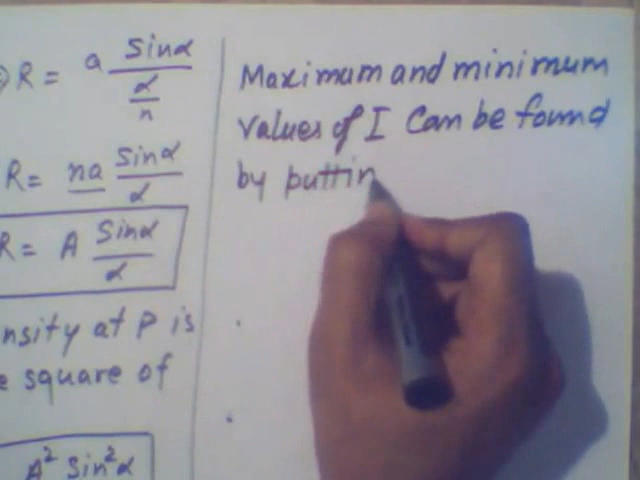 R = a sinα
α
n
R = na sinα
α
R = A sinα
α
nsity at P is
e square of
A² sin²α
Maximum and minimum
values of I can be found
by puttin